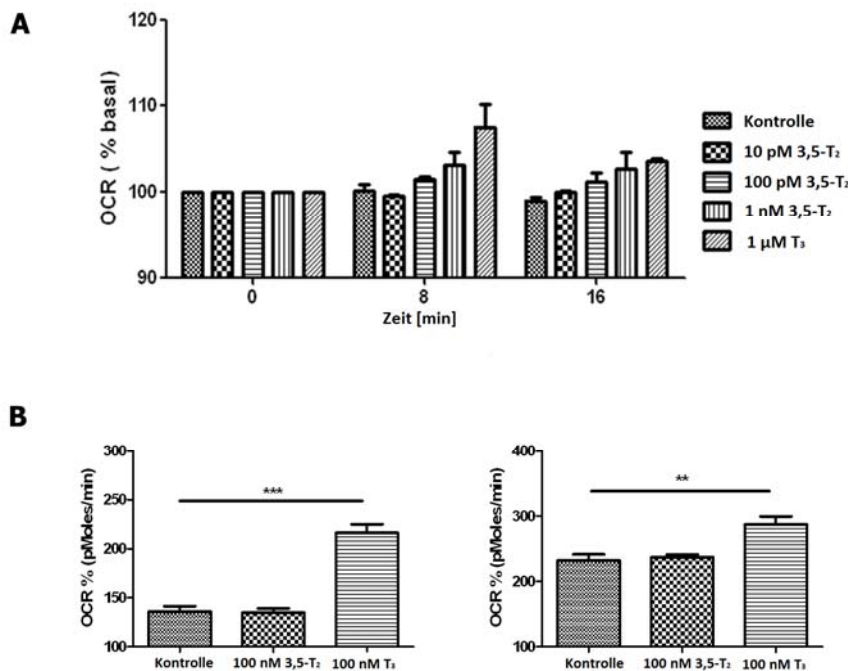 A
120
110
100
90
OCR ( % basal)
0
8
16
Zeit [min]
Kontrolle
10 pM 3,5-T₂
100 pM 3,5-T₂
1 nM 3,5-T₂
1 µM T₃
B
300
250
200
150
100
OCR % (pMoles/min)
***
Kontrolle
100 nM 3,5-T₂
100 nM T₃
400
300
200
100
OCR % (pMoles/min)
**
Kontrolle
100 nM 3,5-T₂
100 nM T₃